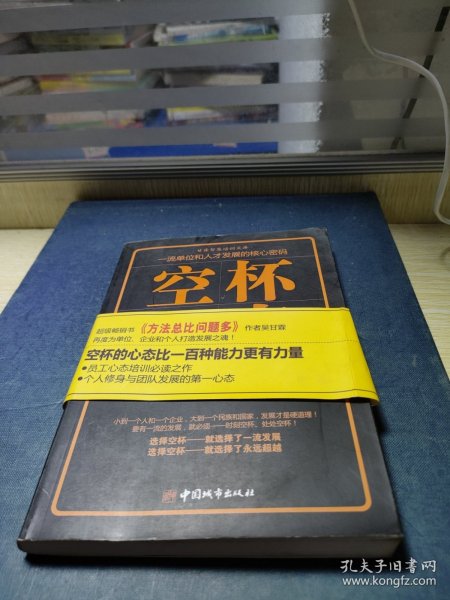 一流单位和人才发展的核心密码
空杯
超级畅销书《方法总比问题多》作者吴甘霖
再度为单位、企业和个人打造发展之魂！
空杯的心态比一百种能力更有力量
●员工心态培训必读之作
●个人修身与团队发展的第一心态
小到一个人和一个企业，大到一个民族和国家，发展才是硬道理！
要有一流的发展，就必须一一时刻空杯，处处空杯！
选择空杯——就选择了一流发展
选择空杯——就选择了永远超越
中国城市出版社
孔夫子旧书网
www.kongfz.com